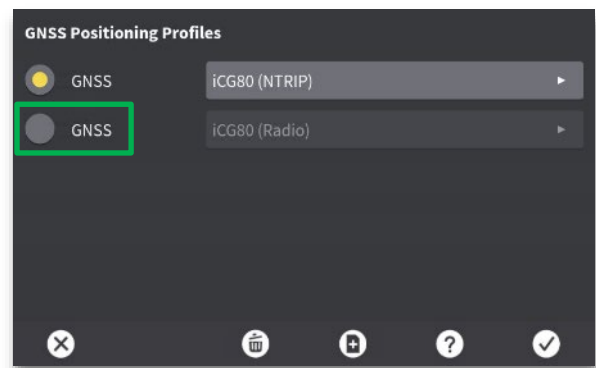 GNSS Positioning Profiles
GNSS iCG80 (NTRIP)
GNSS iCG80 (Radio)